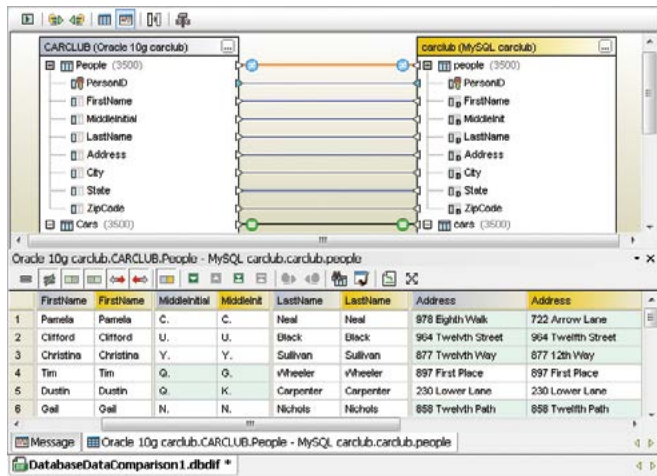 CARCLUB (Oracle 10g carclub) ...
People (3500)
PersonID
FirstName
MiddleInitial
LastName
Address
City
State
ZipCode
Cars (3500)
carclub (MySQL carclub) ...
people (3500)
PersonID
FirstName
MiddleInit
LastName
Address
City
State
ZipCode
cars (3500)
Oracle 10g carclub.CARCLUB.People - MySQL carclub.carclub.people
FirstName FirstName MiddleInitial MiddleInit LastName LastName Address Address
1 Pamela Pamela C. C. Neal Neal 978 Eighth Walk 722 Arrow Lane
2 Clifford Clifford U. U. Black Black 964 Twelvth Street 964 Twelfth Street
3 Christina Christina Y. Y. Sullivan Sullivan 877 Twelvth Way 877 12th Way
4 Tim Tim Q. G. Wheeler Wheeler 897 First Place 897 First Place
5 Dustin Dustin Q. K. Carpenter Carpenter 230 Lower Lane 230 Lower Lane
6 Gail Gail N. N. Nichols Nichols 858 Twelvth Path 858 Twelfth Path
Message Oracle 10g carclub.CARCLUB.People - MySQL carclub.carclub.people
DatabaseDataComparison1.dbdif *